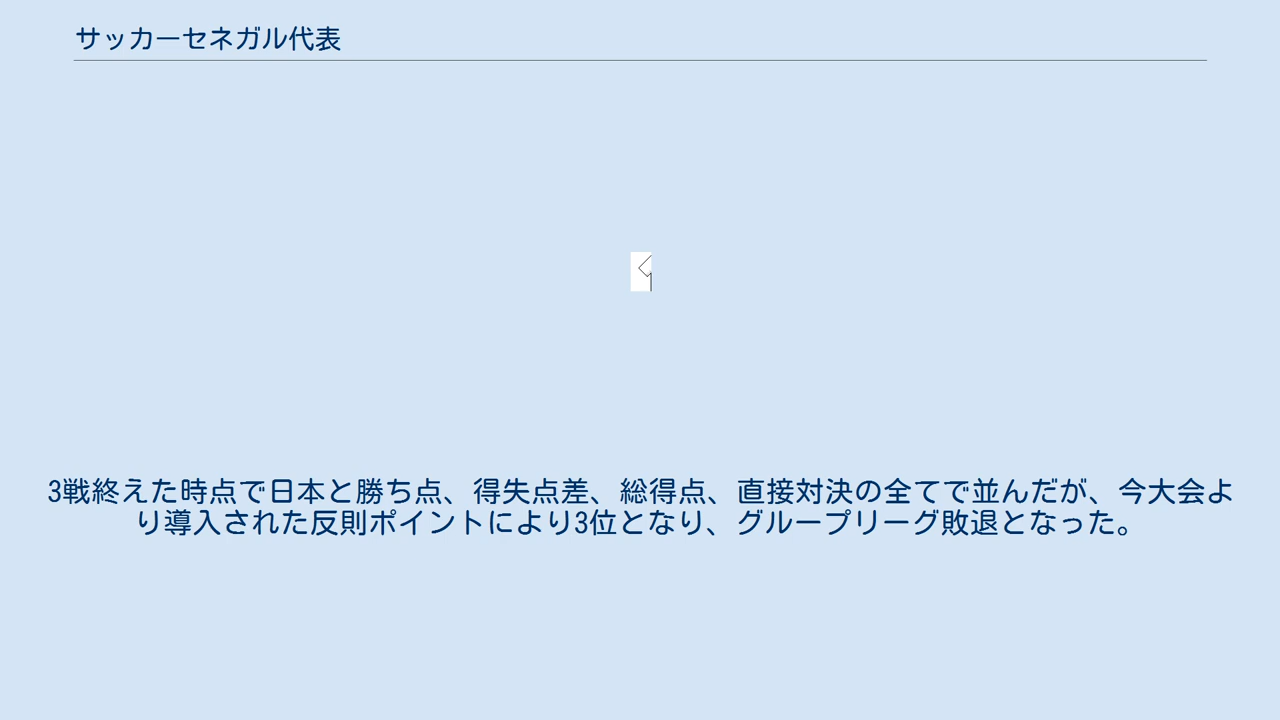 サッカーセネガル代表
3戦終えた時点で日本と勝ち点、得失点差、総得点、直接対決の全てで並んだが、今大会よ
り導入された反則ポイントにより3位となり、グループリーグ敗退となった。